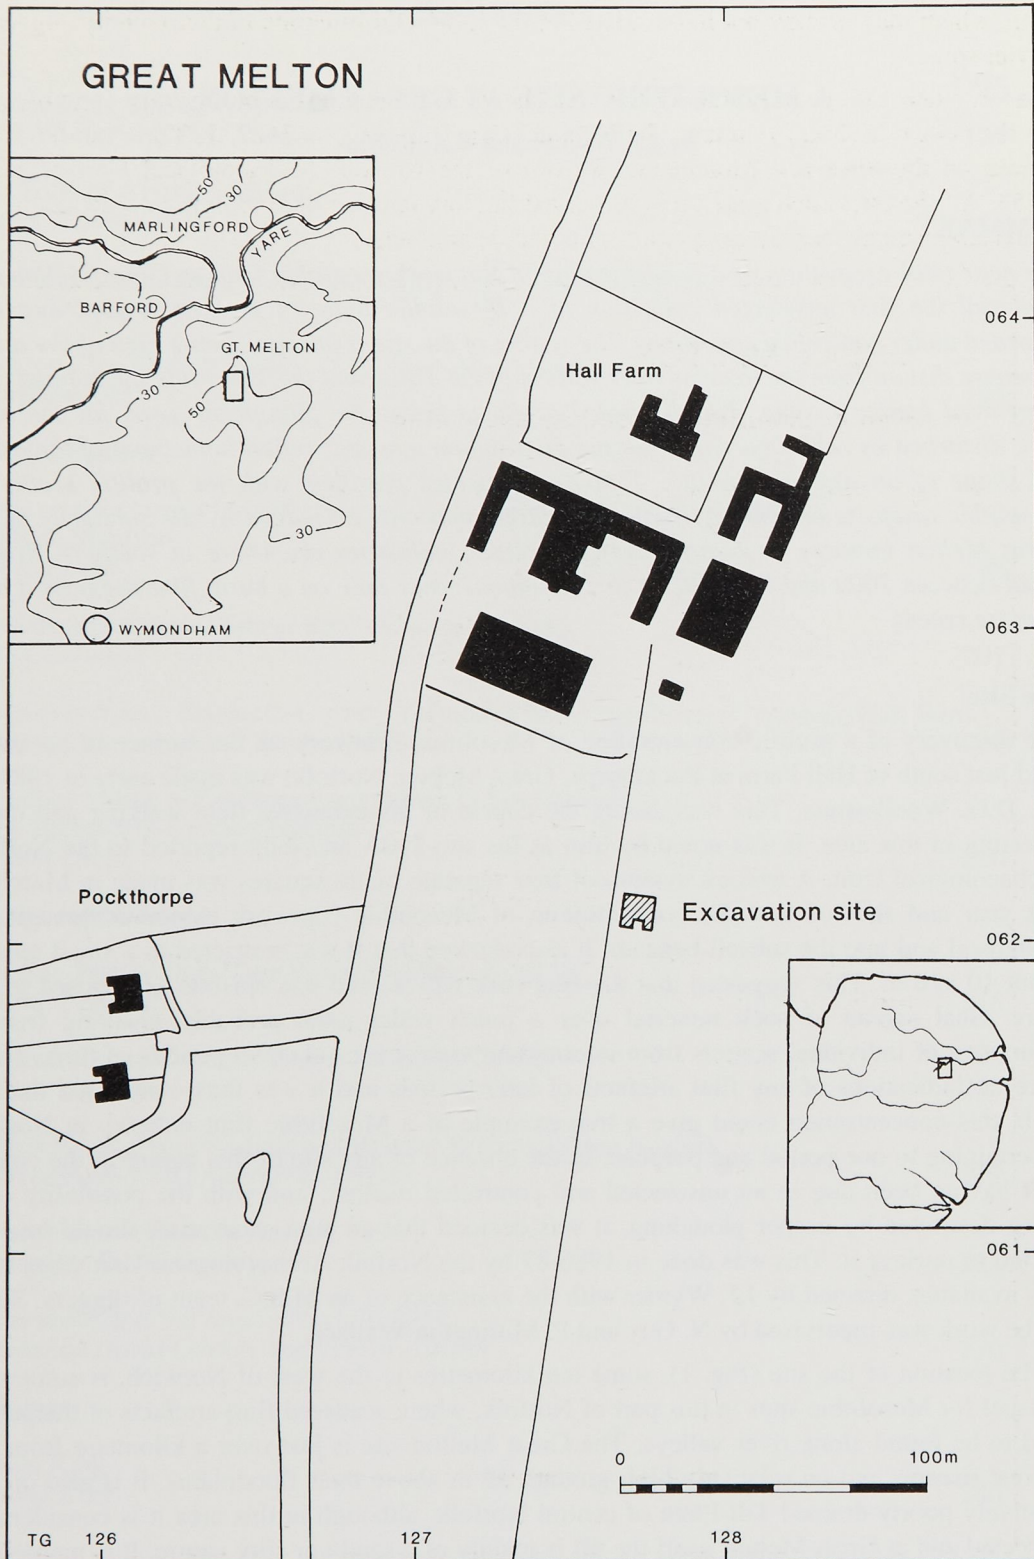 GREAT MELTON
50
30
MARLINGFORD
YARE
BARFORD
GT. MELTON
30
50
30
WYMONDHAM
Hall Farm
064
063
Pockthorpe
Excavation site
062
061
0 100m
TG 126 127 128